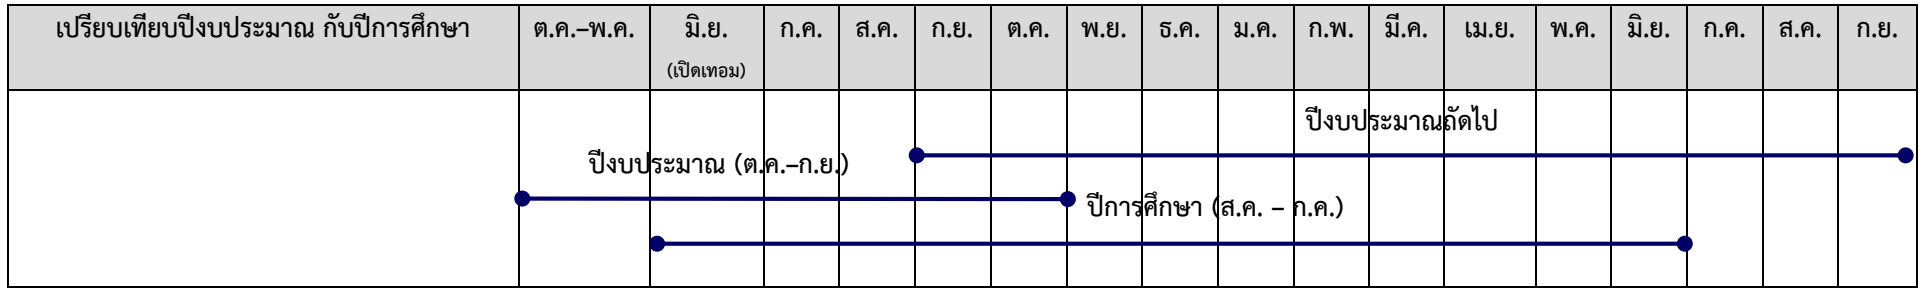 เปรียบเทียบปีงบประมาณ กับปีการศึกษา ต.ค.–พ.ค. มิ.ย. ก.ค. ส.ค. ก.ย. ต.ค. พ.ย. ธ.ค. ม.ค. ก.พ. มี.ค. เม.ย. พ.ค. มิ.ย. ก.ค. ส.ค. ก.ย.
(เปิดเทอม)
ปีงบประมาณถัดไป
ปีงบประมาณ (ต.ค.–ก.ย.)
ปีการศึกษา (ส.ค. – ก.ค.)